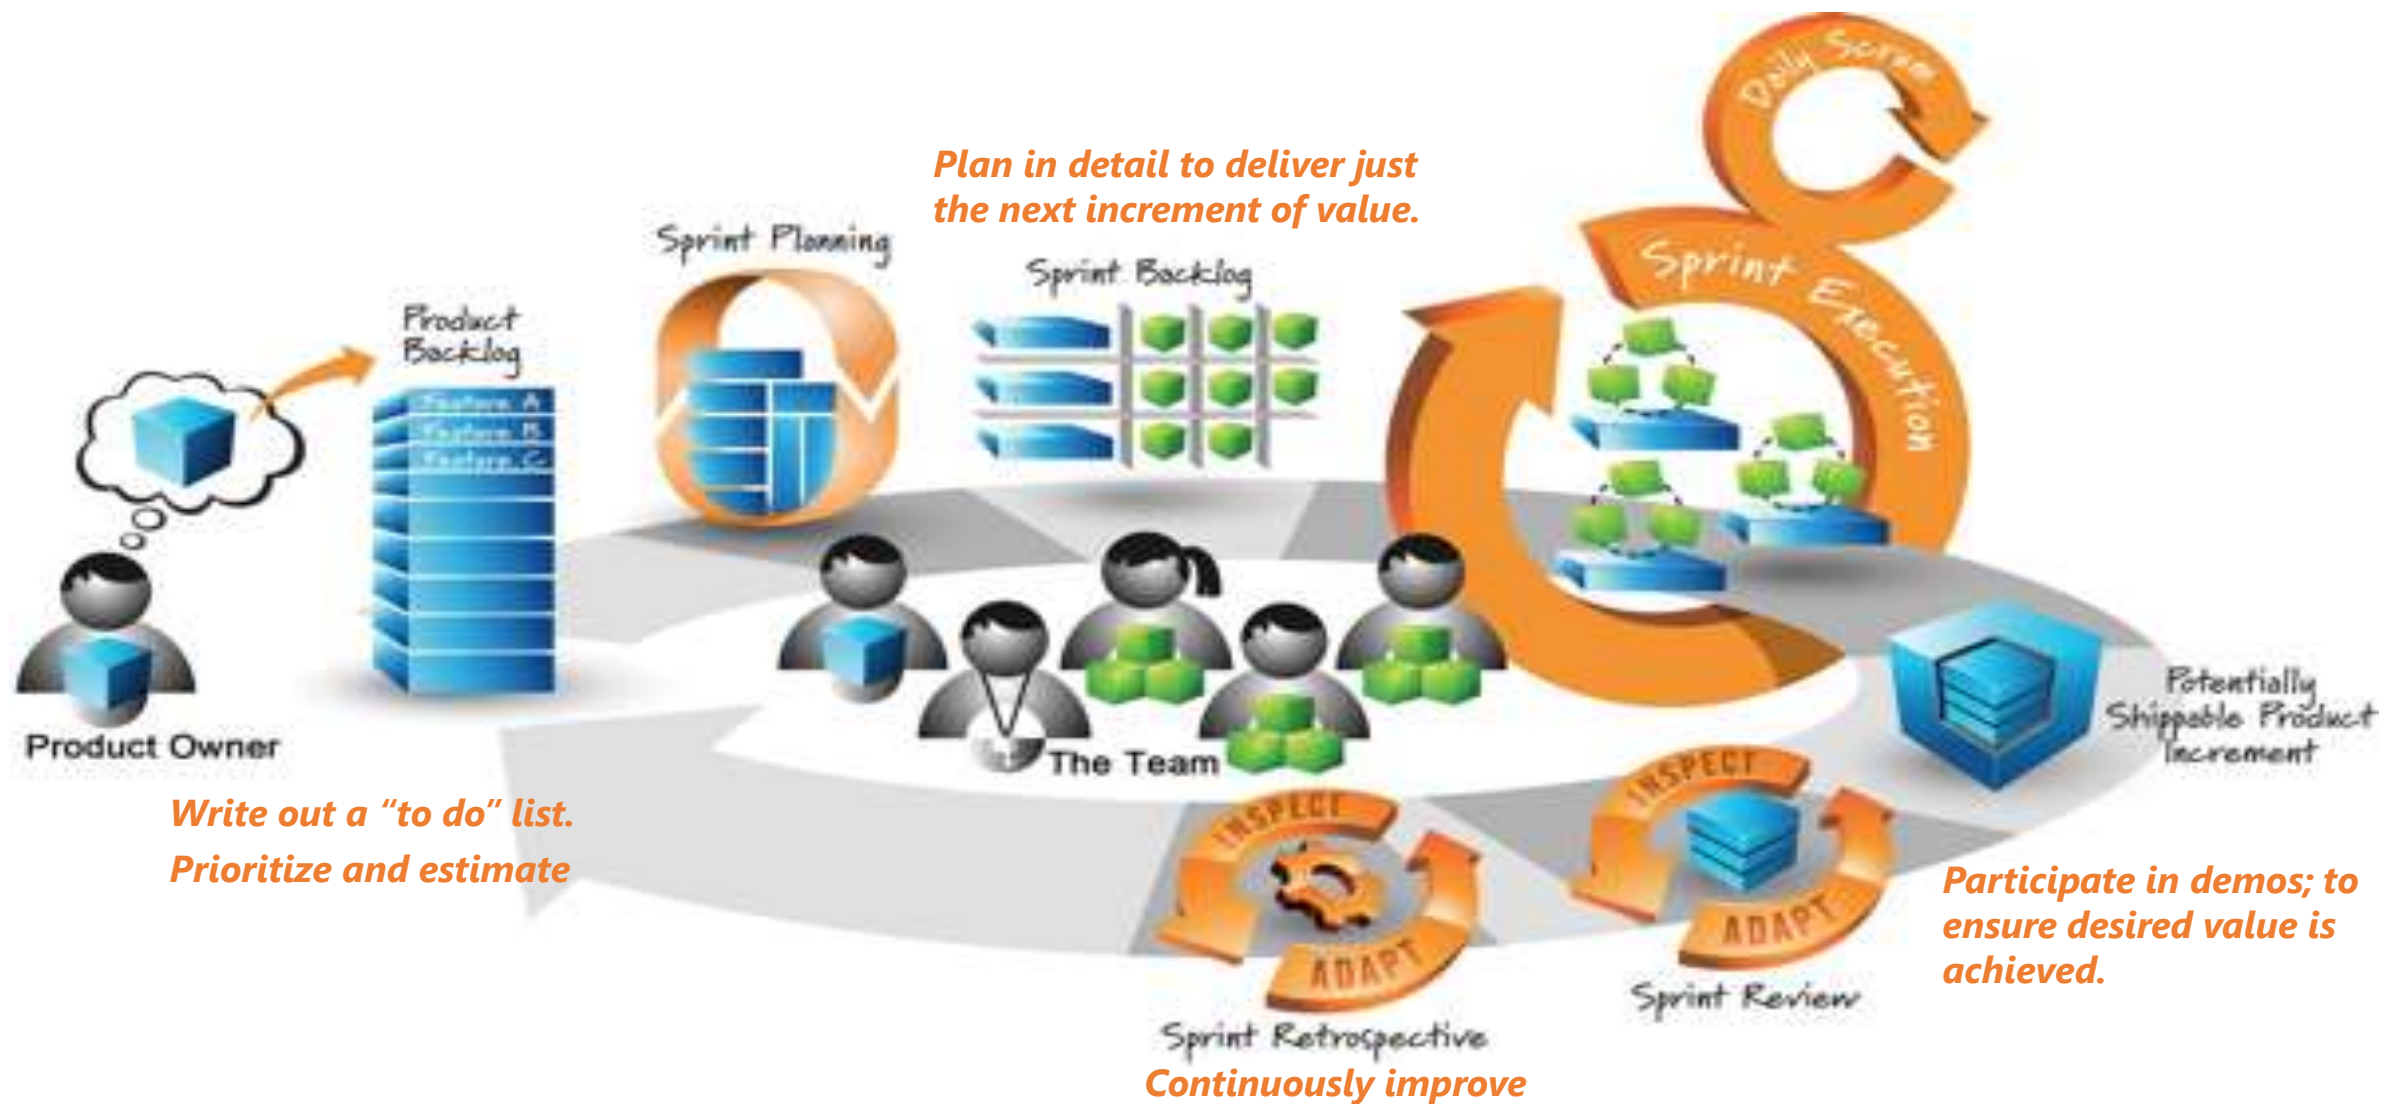 Daily Scrum
Plan in detail to deliver just
the next increment of value.
Sprint Planning
Sprint Backlog
Sprint Execution
Product
Backlog
Feature A
Feature B
Feature C
Product Owner
The Team
Potentially
Shippable Product
Increment
Write out a “to do” list.
Prioritize and estimate
INSPECT
ADAPT
Sprint Review
Participate in demos; to
ensure desired value is
achieved.
INSPECT
ADAPT
Sprint Retrospective
Continuously improve